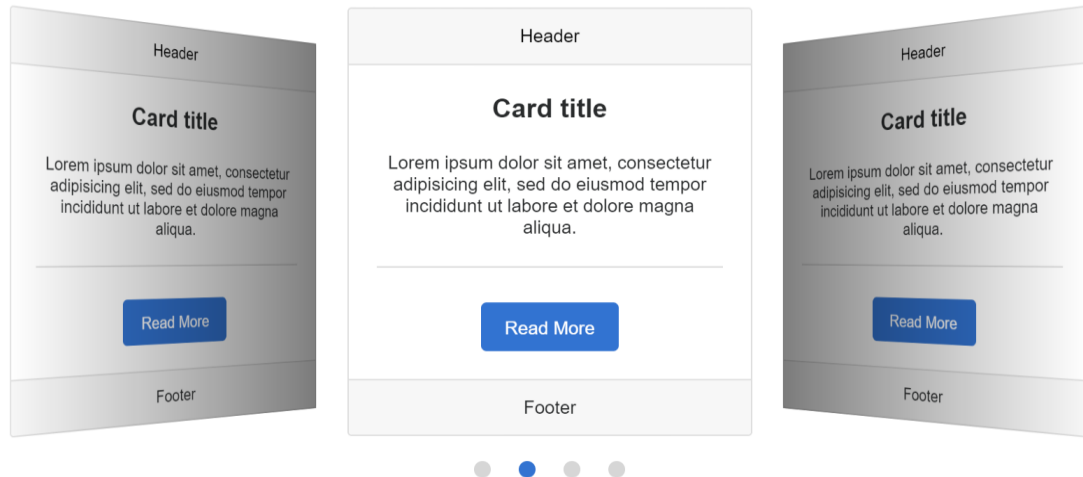 Header
Card title
Lorem ipsum dolor sit amet, consectetur
adipisicing elit, sed do eiusmod tempor
incididunt ut labore et dolore magna
aliqua.
Read More
Footer
Header
Card title
Lorem ipsum dolor sit amet, consectetur
adipisicing elit, sed do eiusmod tempor
incididunt ut labore et dolore magna
aliqua.
Read More
Footer
Header
Card title
Lorem ipsum dolor sit amet, consectetur
adipisicing elit, sed do eiusmod tempor
incididunt ut labore et dolore magna
aliqua.
Read More
Footer